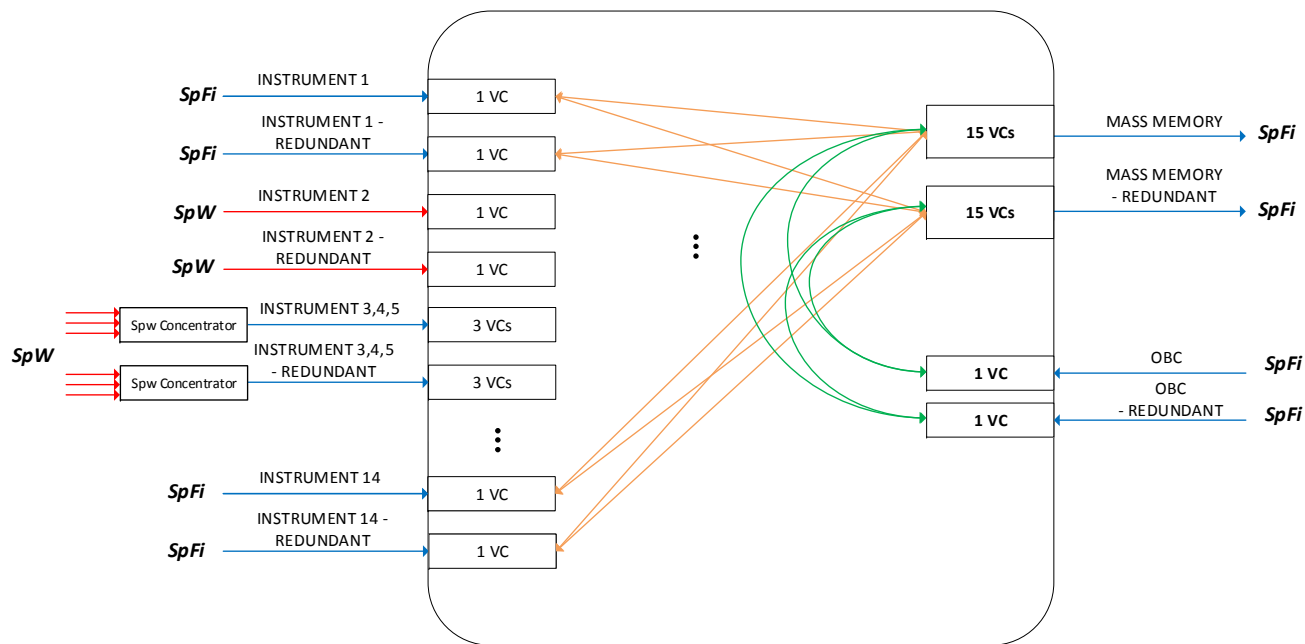 INSTRUMENT 1
SpFi
1 VC
INSTRUMENT 1 -
REDUNDANT
SpFi
1 VC
INSTRUMENT 2
SpW
1 VC
INSTRUMENT 2 -
REDUNDANT
SpW
1 VC
INSTRUMENT 3,4,5
Spw Concentrator
3 VCs
SpW
INSTRUMENT 3,4,5
- REDUNDANT
Spw Concentrator
3 VCs
INSTRUMENT 14
SpFi
1 VC
INSTRUMENT 14 -
REDUNDANT
SpFi
1 VC
15 VCs
MASS MEMORY
SpFi
15 VCs
MASS MEMORY
- REDUNDANT
SpFi
1 VC
OBC
SpFi
1 VC
OBC
- REDUNDANT
SpFi